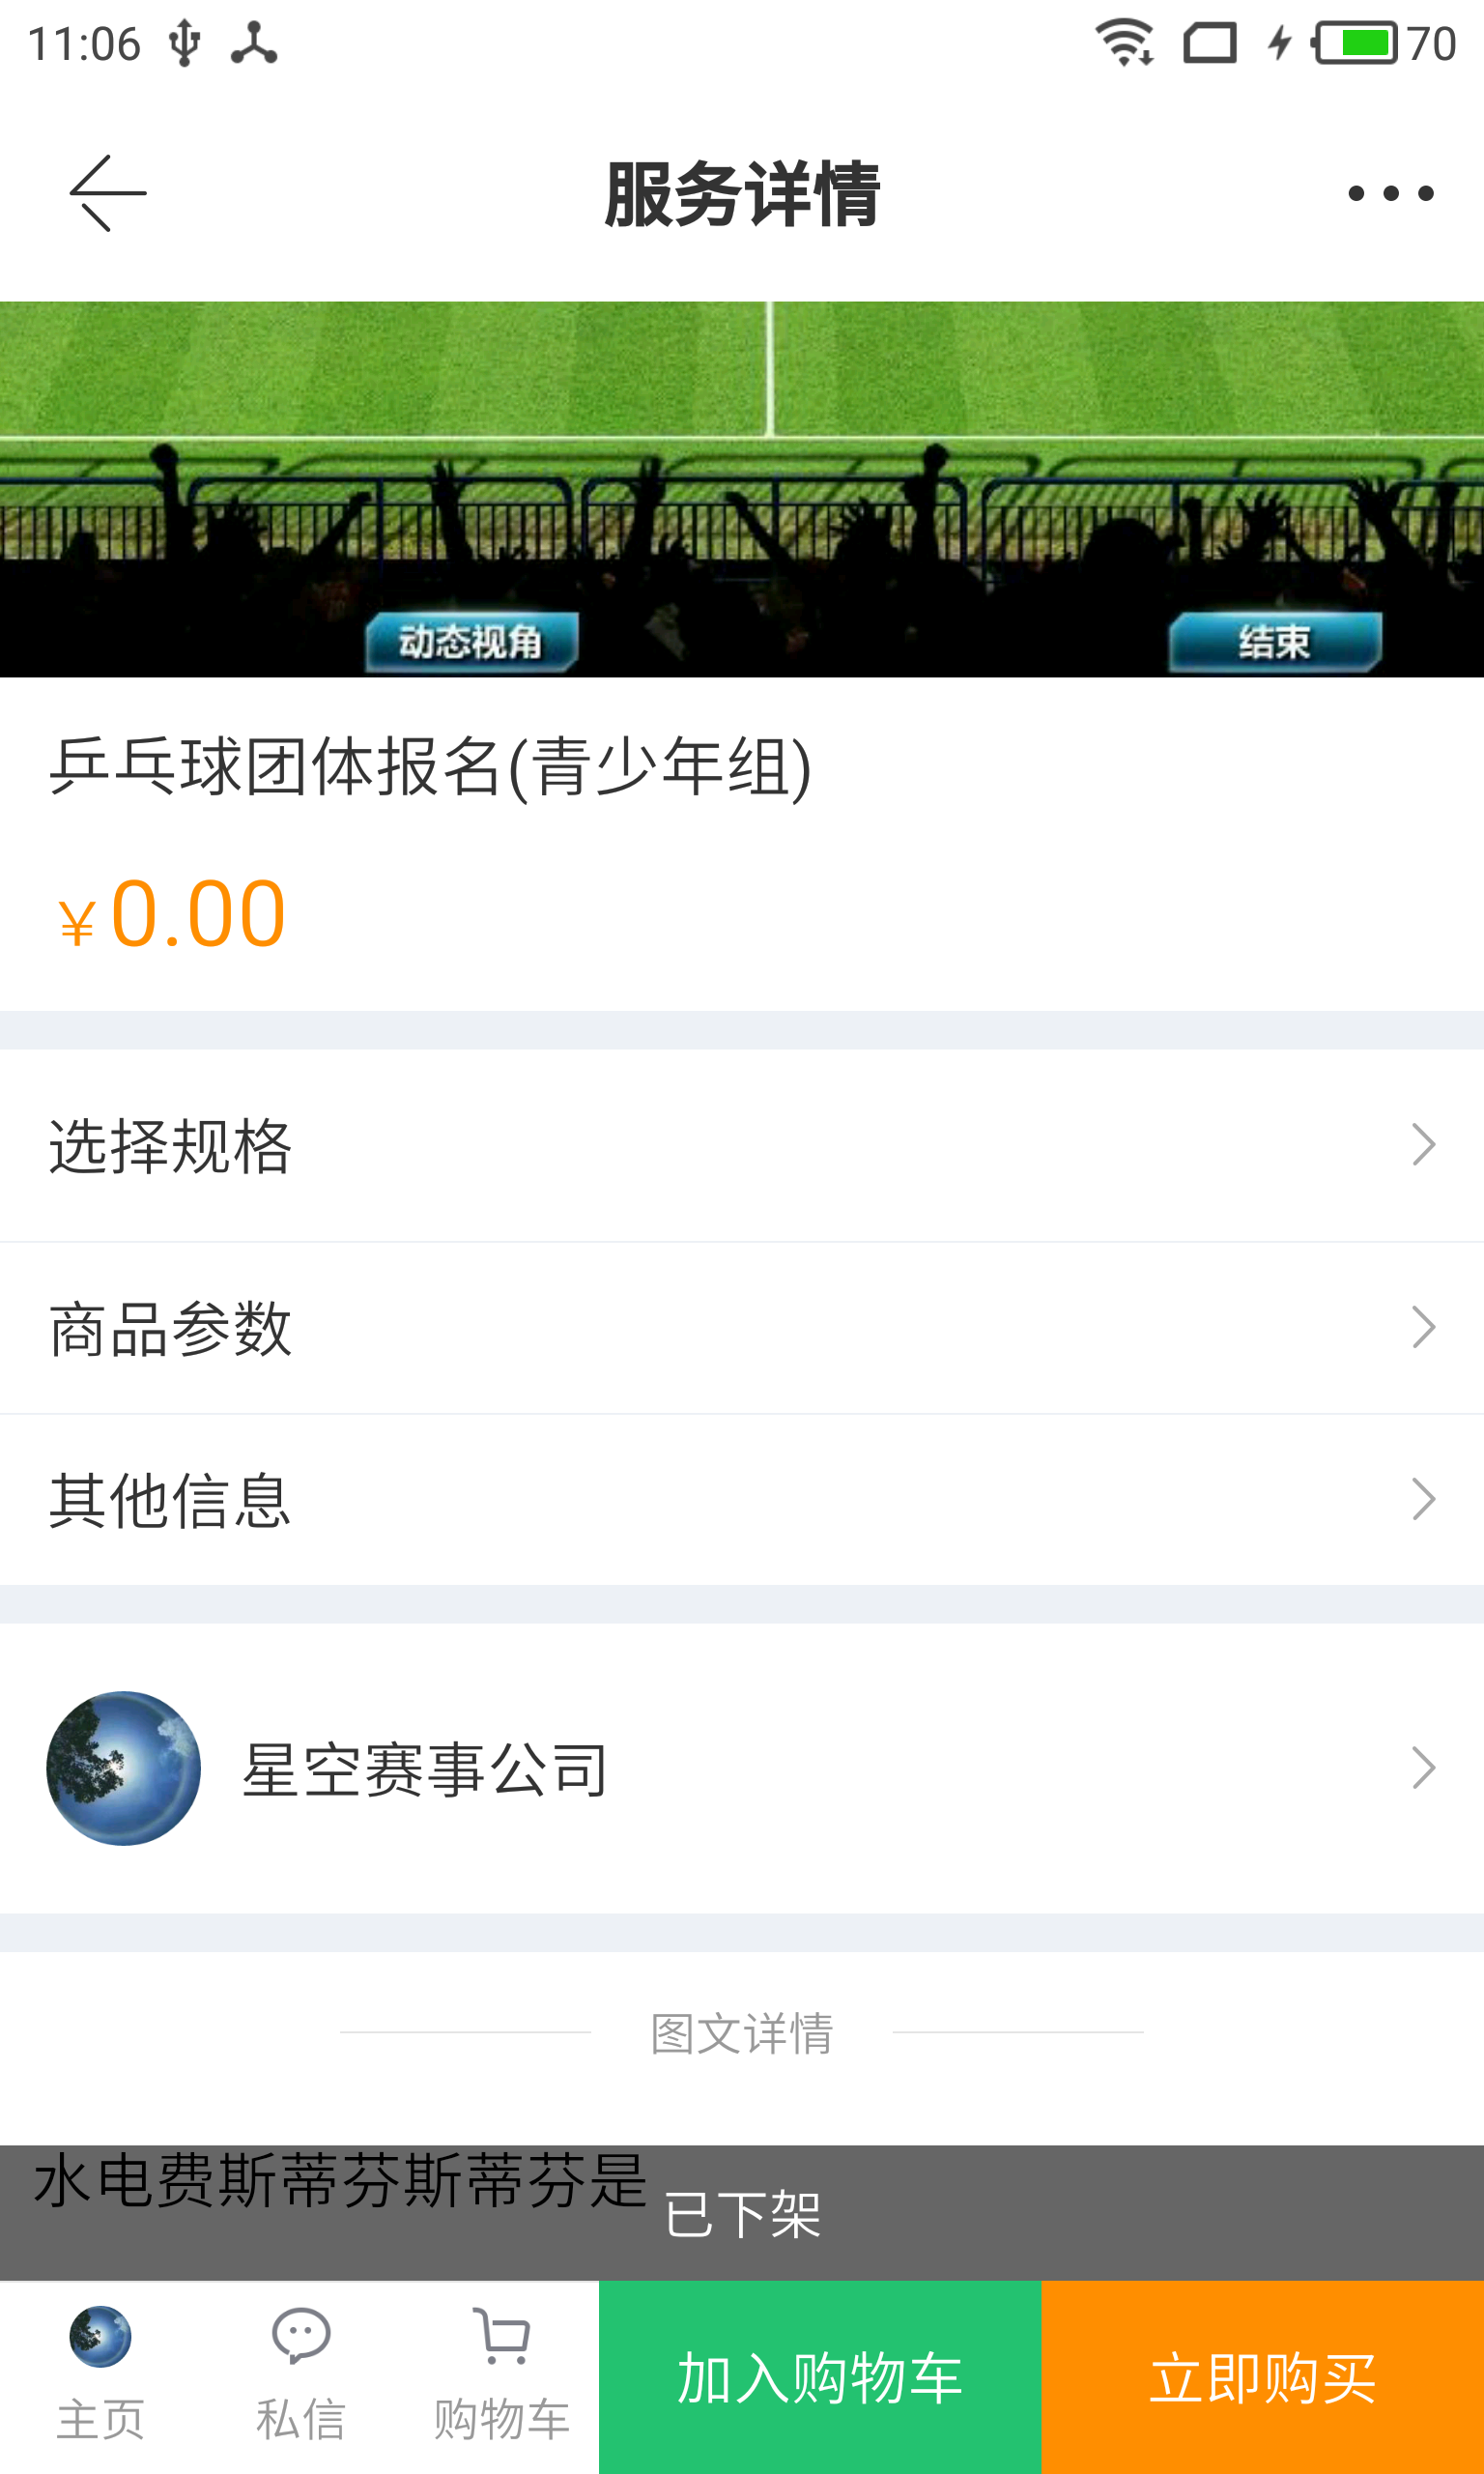 11:06
70
服务详情
动态视角
结束
乒乓球团体报名(青少年组)
¥0.00
选择规格
商品参数
其他信息
星空赛事公司
图文详情
水电费斯蒂芬斯蒂芬是
已下架
主页
私信
购物车
加入购物车
立即购买